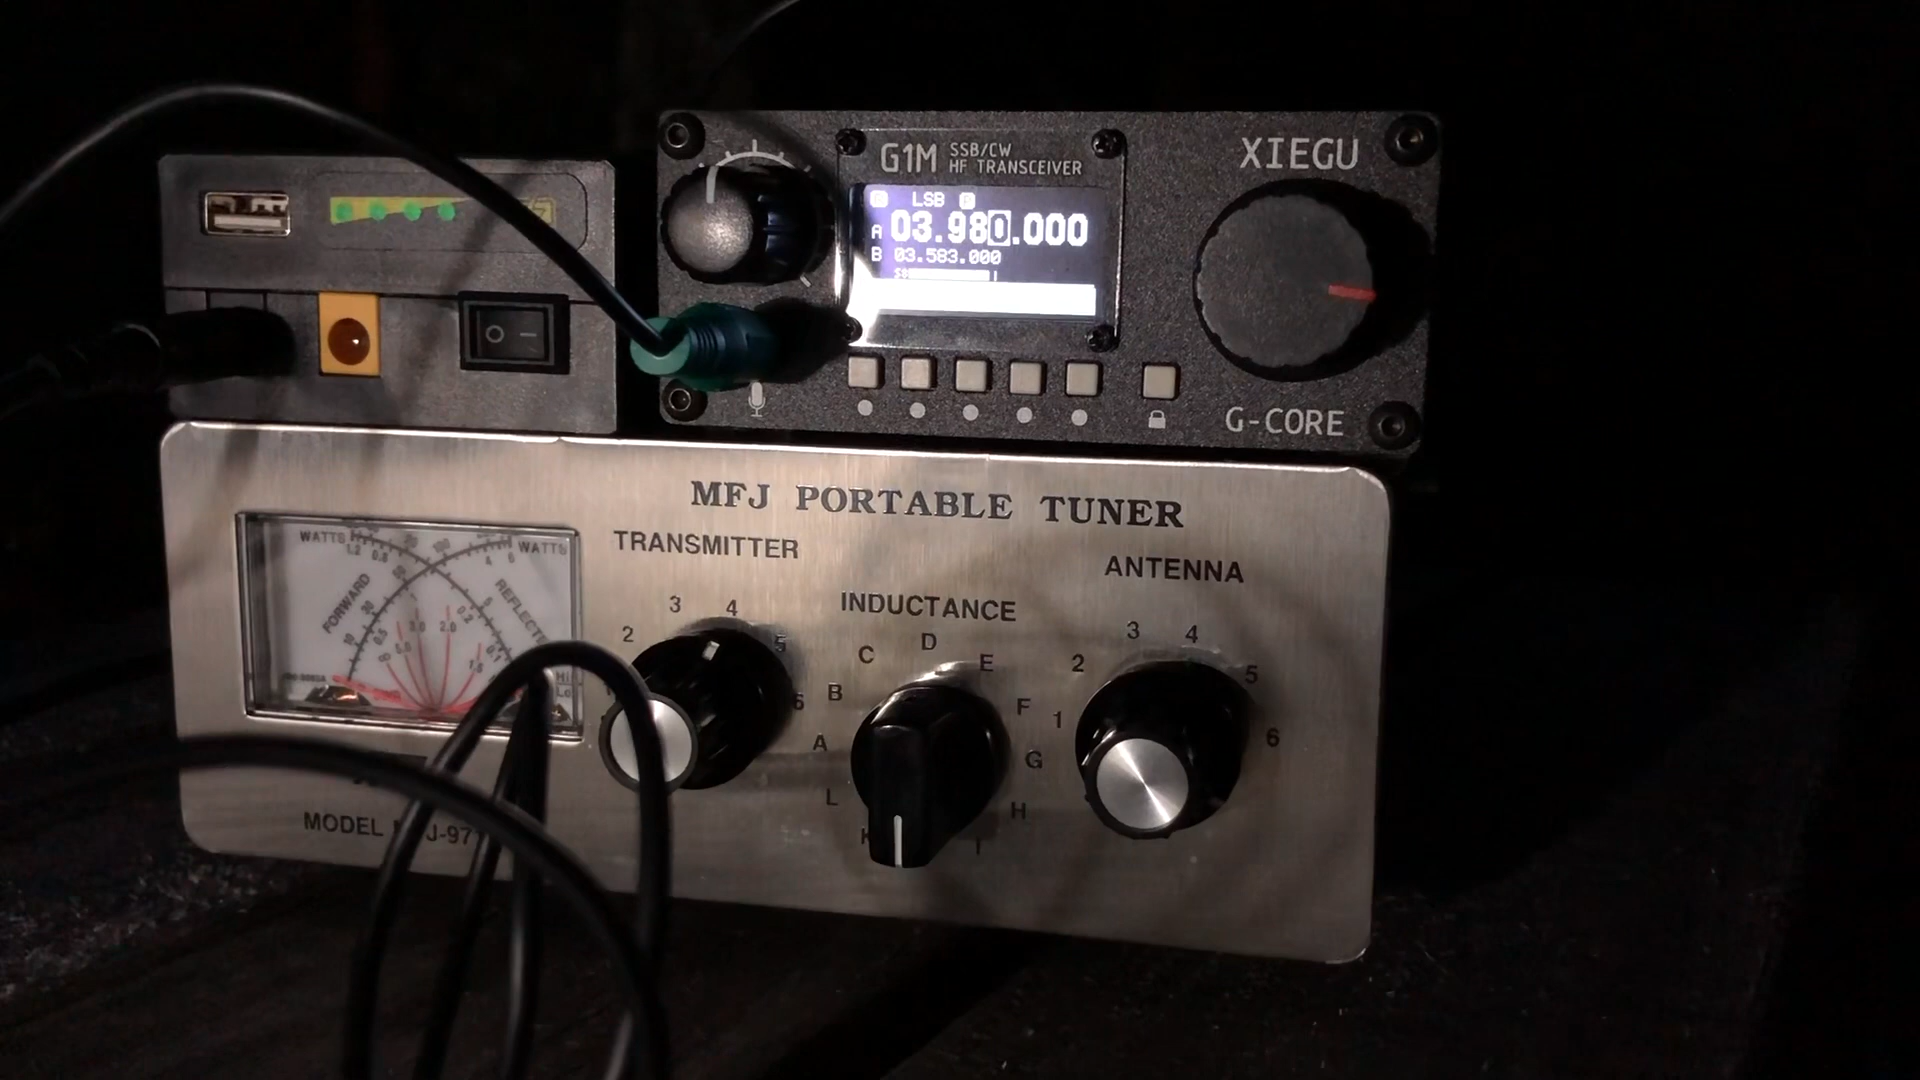 G1M SSB/CW
HF TRANSCEIVER
XIEGU
LSB
A 03.980.000
B 03.583.000
G-CORE
MFJ PORTABLE TUNER
TRANSMITTER
ANTENNA
INDUCTANCE
2 3 4 5 6
A B C D E F G H I K L
1 2 3 4 5 6
WATTS
WATTS
FORWARD
MODEL